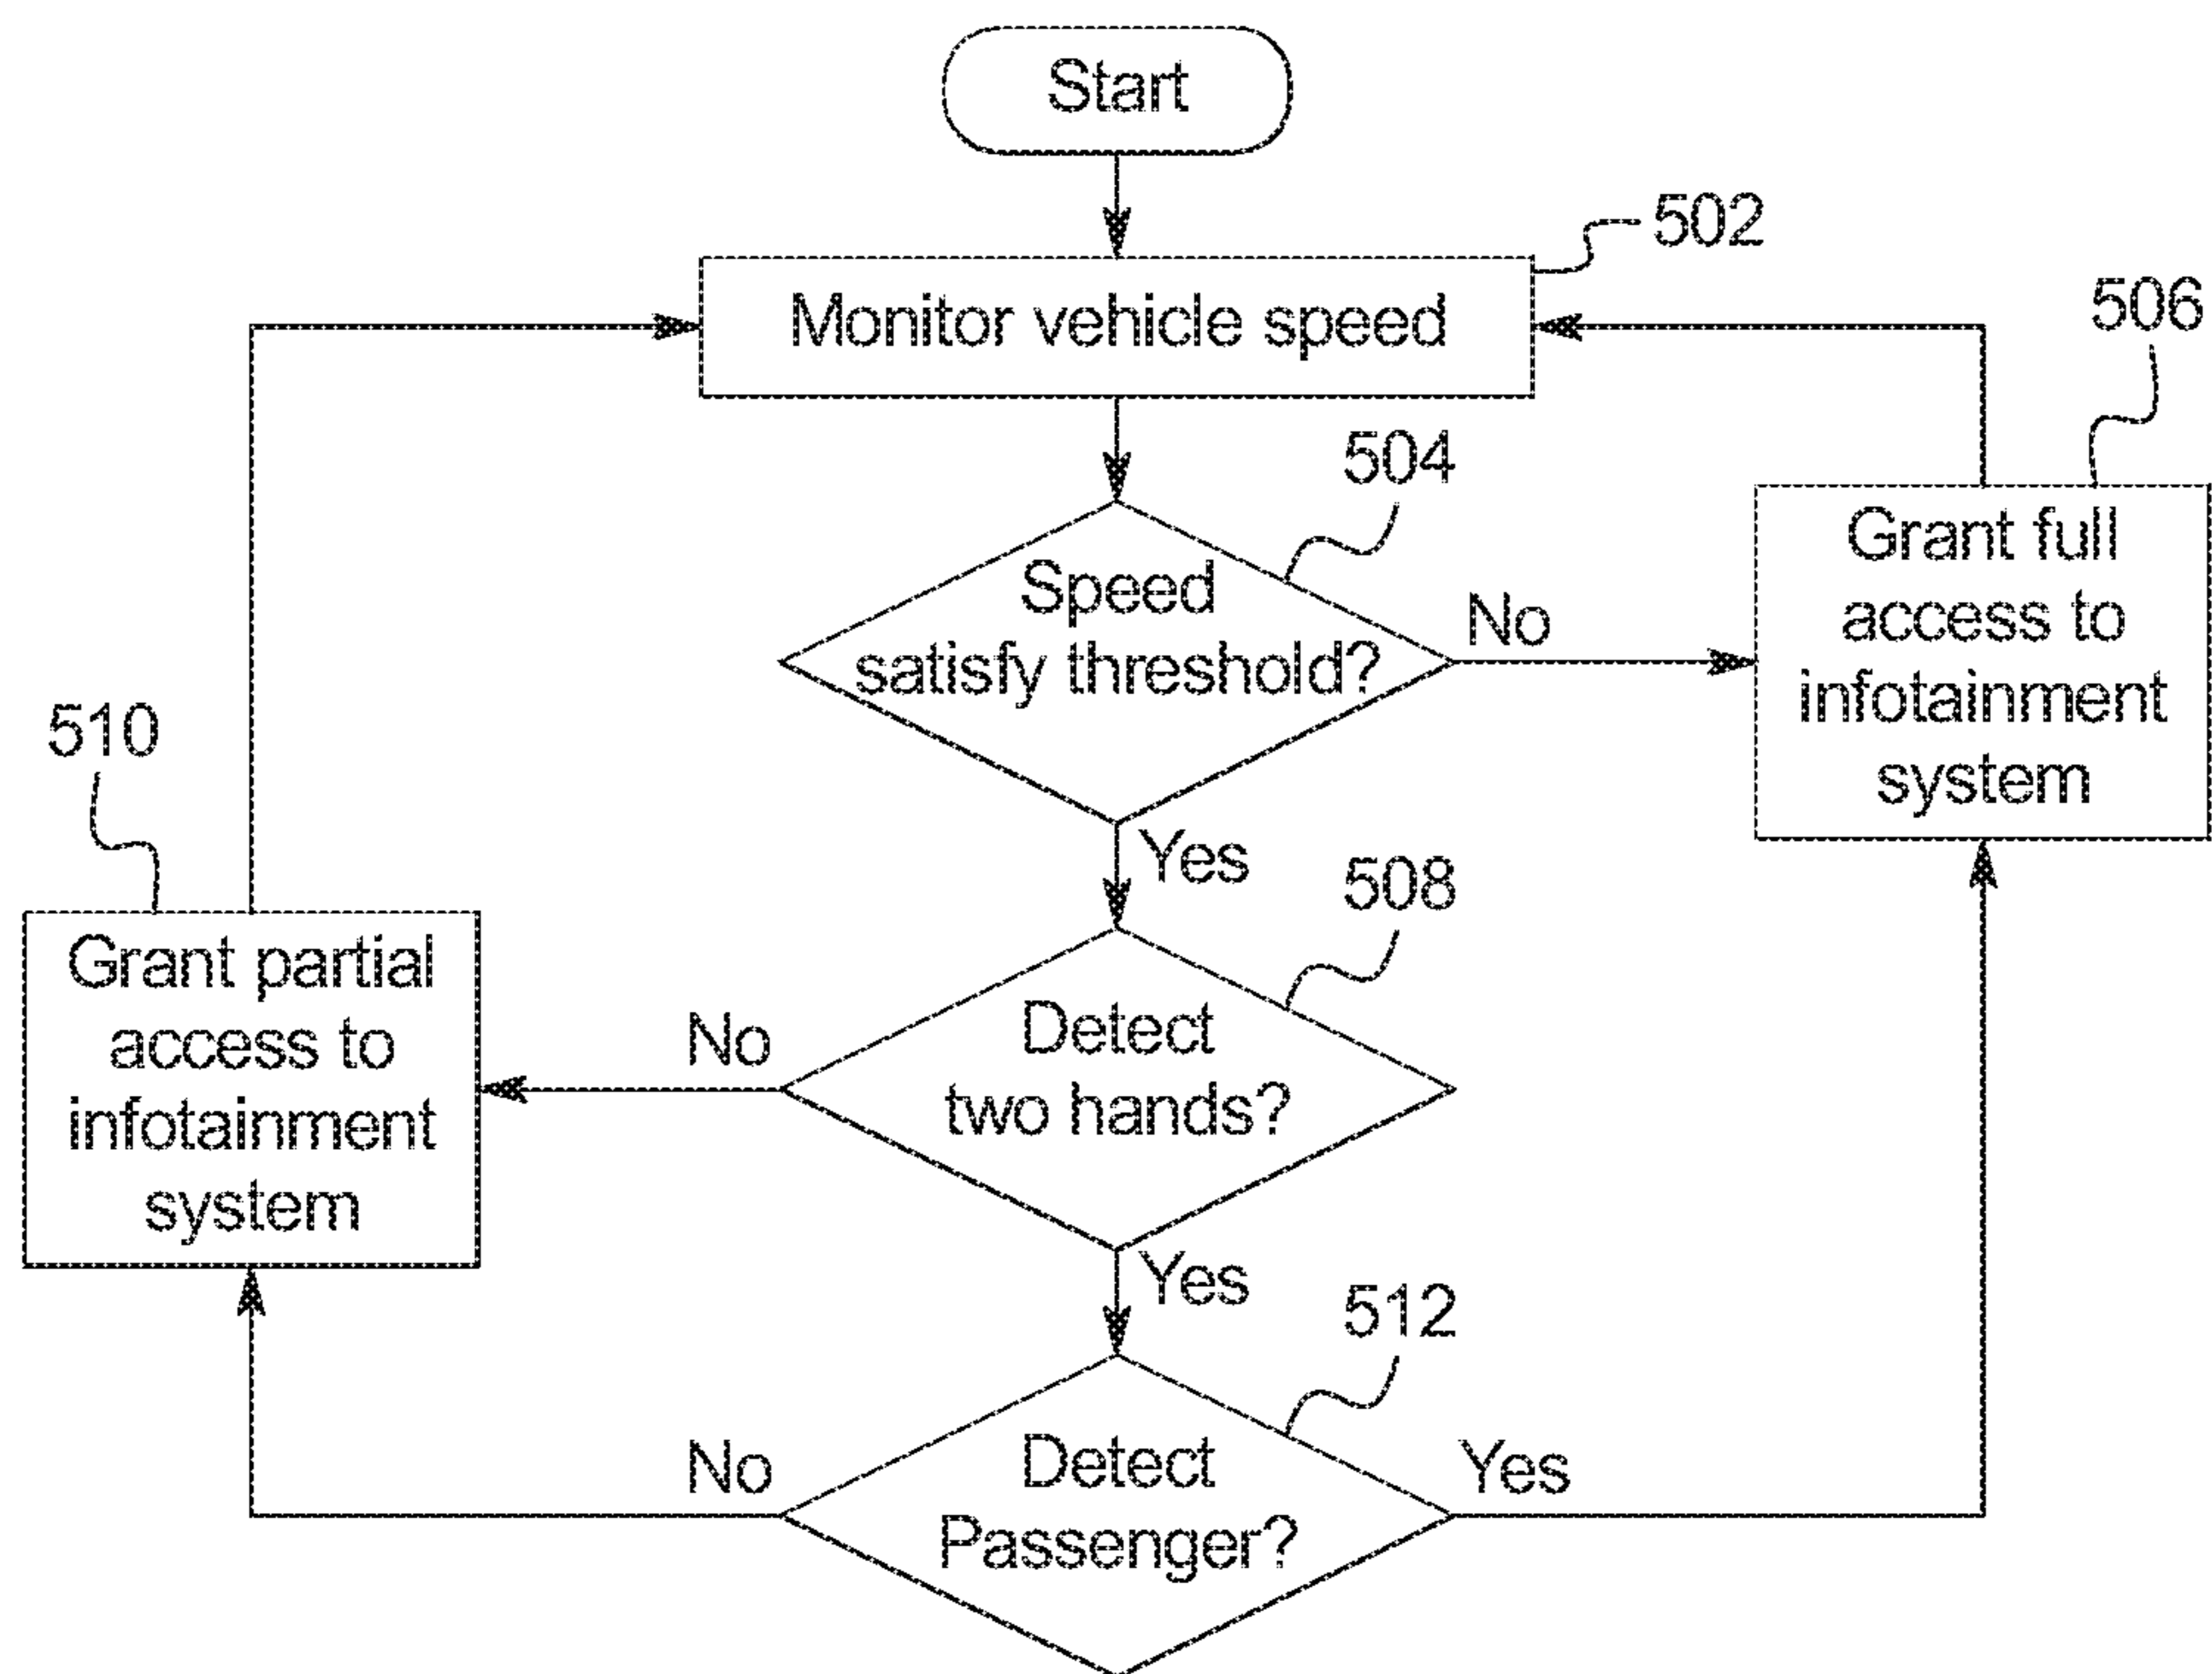 Start
502
Monitor vehicle speed
506
504
Speed
satisfy threshold?
No
Grant full
access to
infotainment
system
510
Yes
508
Grant partial
access to
infotainment
system
No
Detect
two hands?
Yes
512
No
Detect
Passenger?
Yes